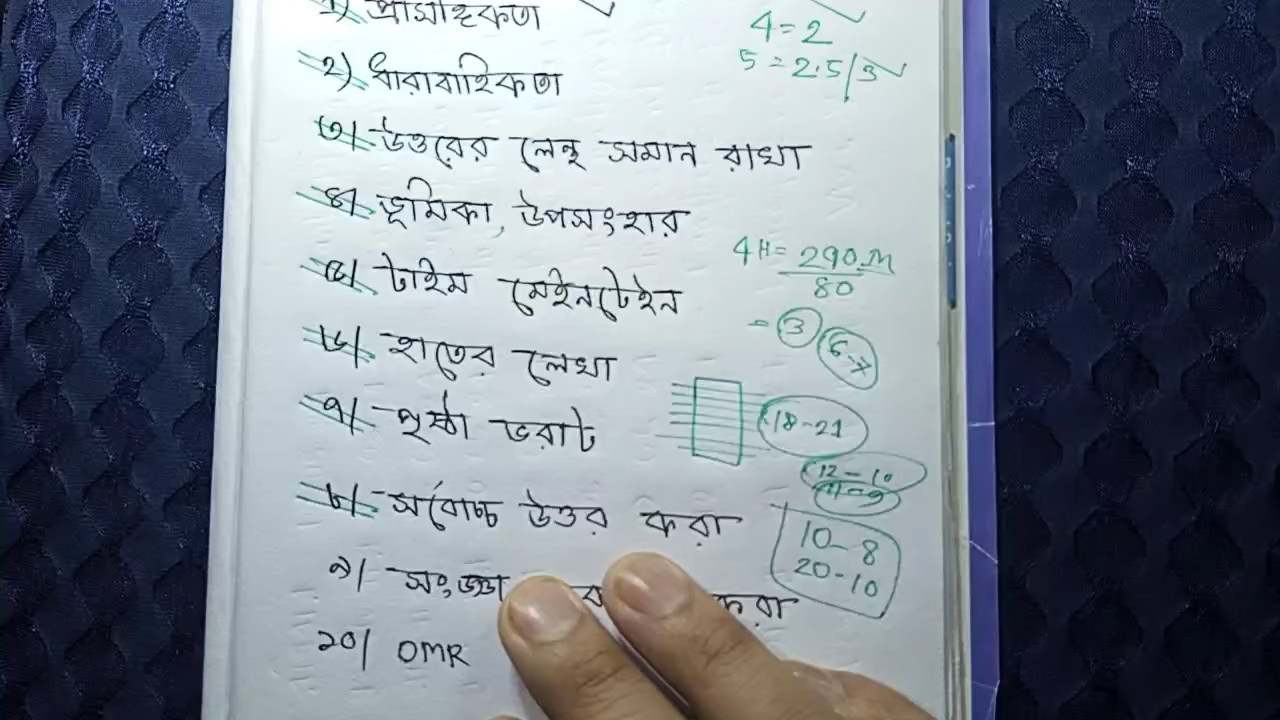 ১) প্রাসঙ্গিকতা
4 = 2
5 = 2.5/3
২) ধারাবাহিকতা
৩। উত্তরের লেন্থ সমান রাখা
৪। ভূমিকা, উপসংহার
4H = 290.M
80
৫। টাইম মেইনটেইন
= 3
৬। হাতের লেখা
৭। পৃষ্ঠা ভরাট
18-21
12-10
৮। সর্বোচ্চ উত্তর করা
10-8
20-10
৯। সংজ্ঞা করা
১০। OMR